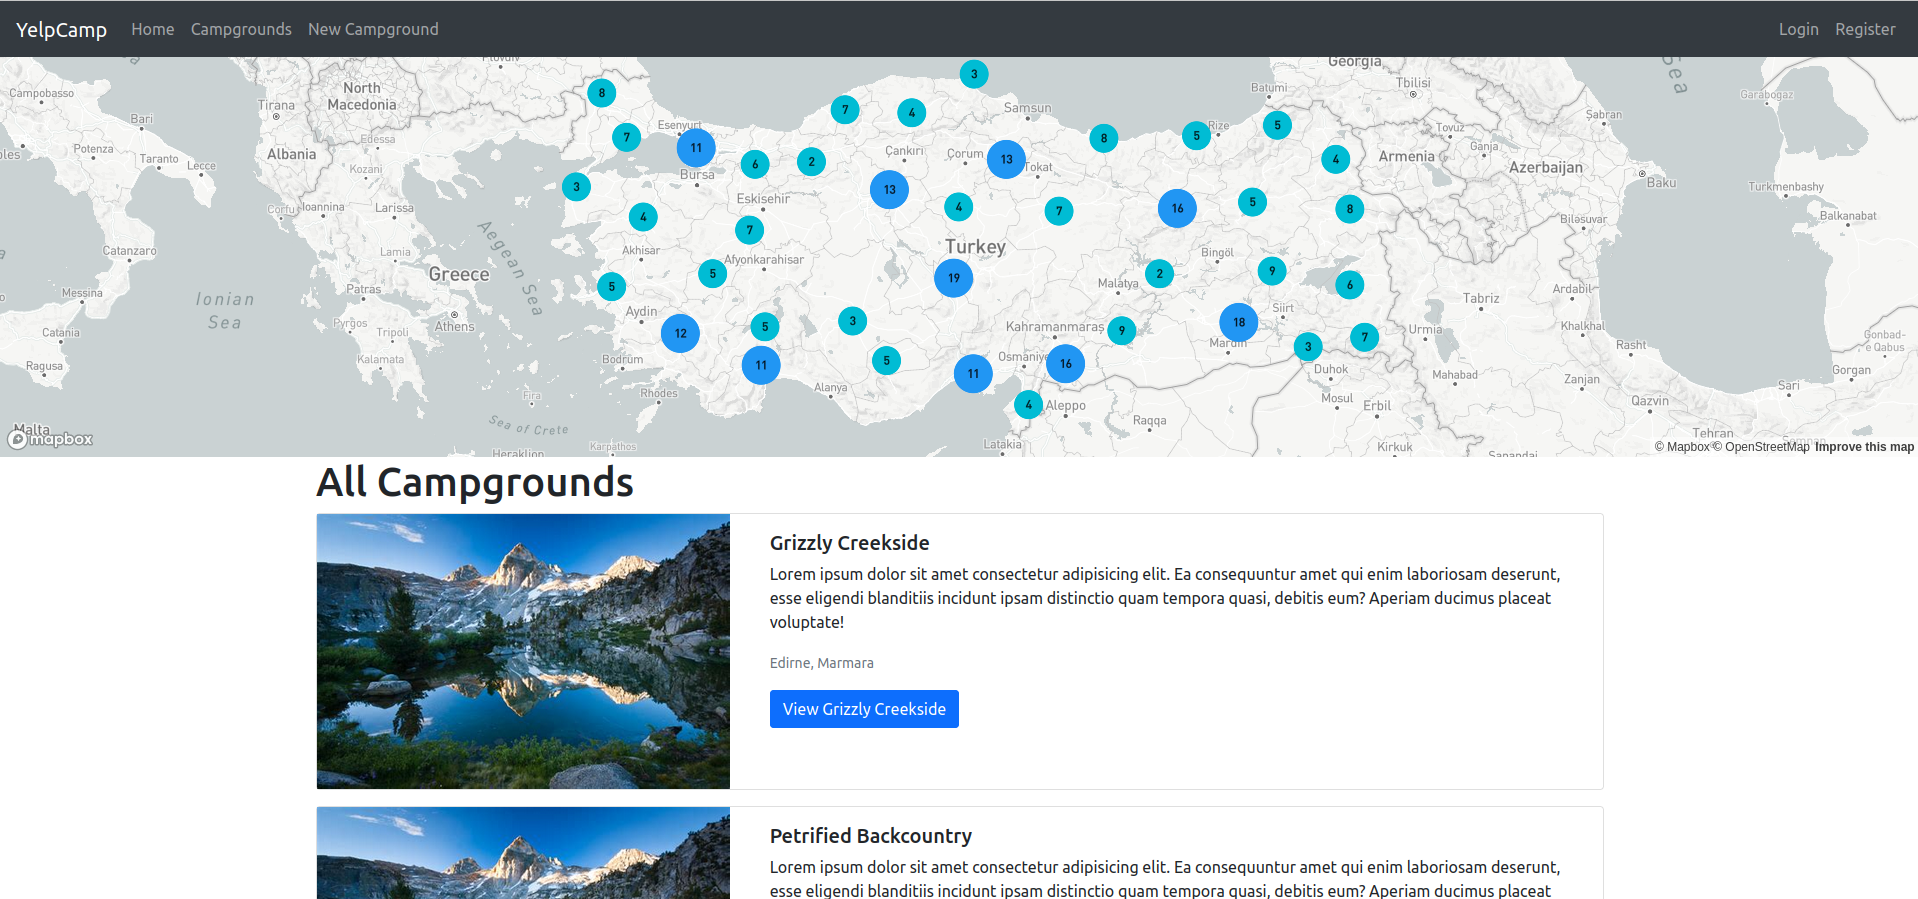 YelpCamp Home Campgrounds New Campground Login Register
3
Georgia
Tbilisi
Sea
North
Macedonia
Campobasso
Bari
Tirana
8
7
4
Samsun
Batumi
Garabogaz
Esenyurt
7
11
8
5
Rize
5
Tovuz
Sabran
Potenza
Taranto
Lecce
Albania
Edessa
Kozani
6
2
Çankırı
Corum
13
Tokat
4
Armenia
Ganja
Azerbaijan
Bursa
3
13
Baku
Turkmenbashy
Corfu
Ioannina
Larissa
4
Eskisehir
4
7
16
5
8
Bilasuvar
Balkanabat
Catanzaro
Lamia
Aegean Sea
Akhisar
7
Turkey
Bingöl
Greece
5
Afyonkarahisar
19
Malatya
2
9
6
Ardabil
Tabriz
Messina
Ionian
Sea
Patras
5
Aydin
Siirt
Catania
Pyrgos
Tripoli
Athens
12
5
3
Kahramanmaraş
9
18
Mardin
3
7
Urmia
Khalkhal
Rasht
Gonbad-
e Qabus
Ragusa
Kalamata
Bodrum
11
5
Osmaniye
11
16
Duhok
Mahabad
Zanjan
Gorgan
Fira
Rhodes
Alanya
4
Aleppo
Mosul
Erbil
Qazvin
Sari
Malta
Sea of Crete
Raqqa
Tehran
mapbox
Heraklion
Karpathos
Latakia
Kirkuk
Sanandaj
© Mapbox © OpenStreetMap Improve this map
All Campgrounds
Grizzly Creekside
Lorem ipsum dolor sit amet consectetur adipisicing elit. Ea consequuntur amet qui enim laboriosam deserunt,
esse eligendi blanditiis incidunt ipsam distinctio quam tempora quasi, debitis eum? Aperiam ducimus placeat
voluptate!
Edirne, Marmara
View Grizzly Creekside
Petrified Backcountry
Lorem ipsum dolor sit amet consectetur adipisicing elit. Ea consequuntur amet qui enim laboriosam deserunt,
esse eligendi blanditiis incidunt ipsam distinctio quam tempora quasi, debitis eum? Aperiam ducimus placeat